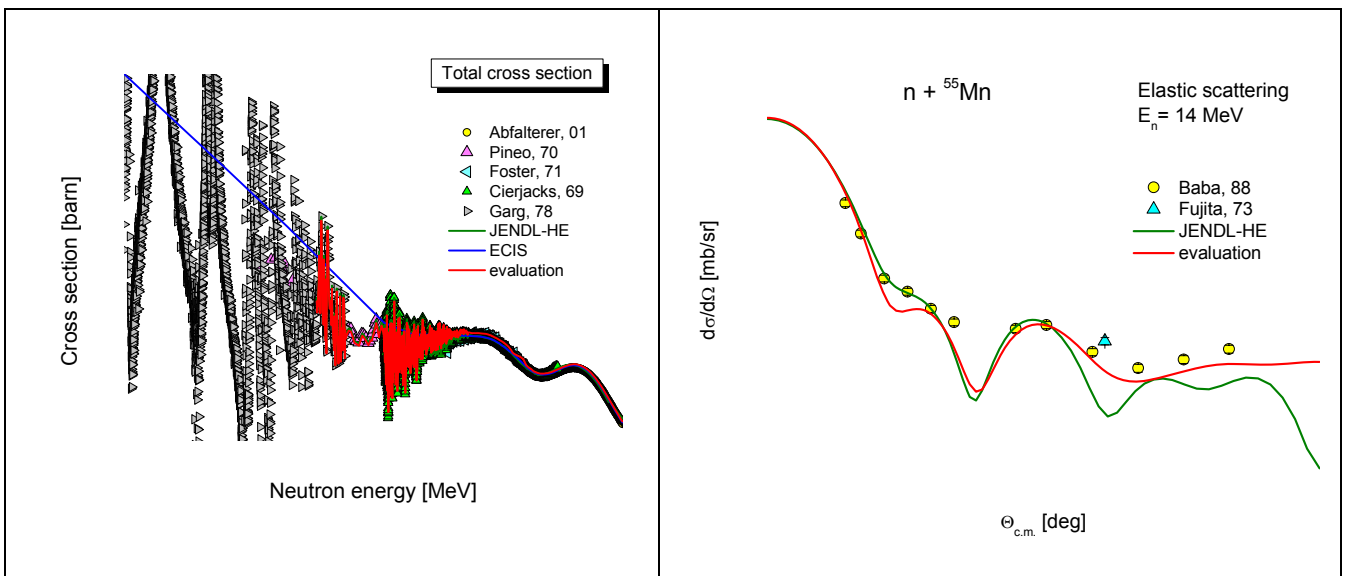 Total cross section
Abfalterer, 01
Pineo, 70
Foster, 71
Cierjacks, 69
Garg, 78
JENDL-HE
ECIS
evaluation
Cross section [barn]
Neutron energy [MeV]
n + ⁵⁵Mn
Elastic scattering
Eₙ= 14 MeV
Baba, 88
Fujita, 73
JENDL-HE
evaluation
dσ/dΩ [mb/sr]
Θc.m. [deg]